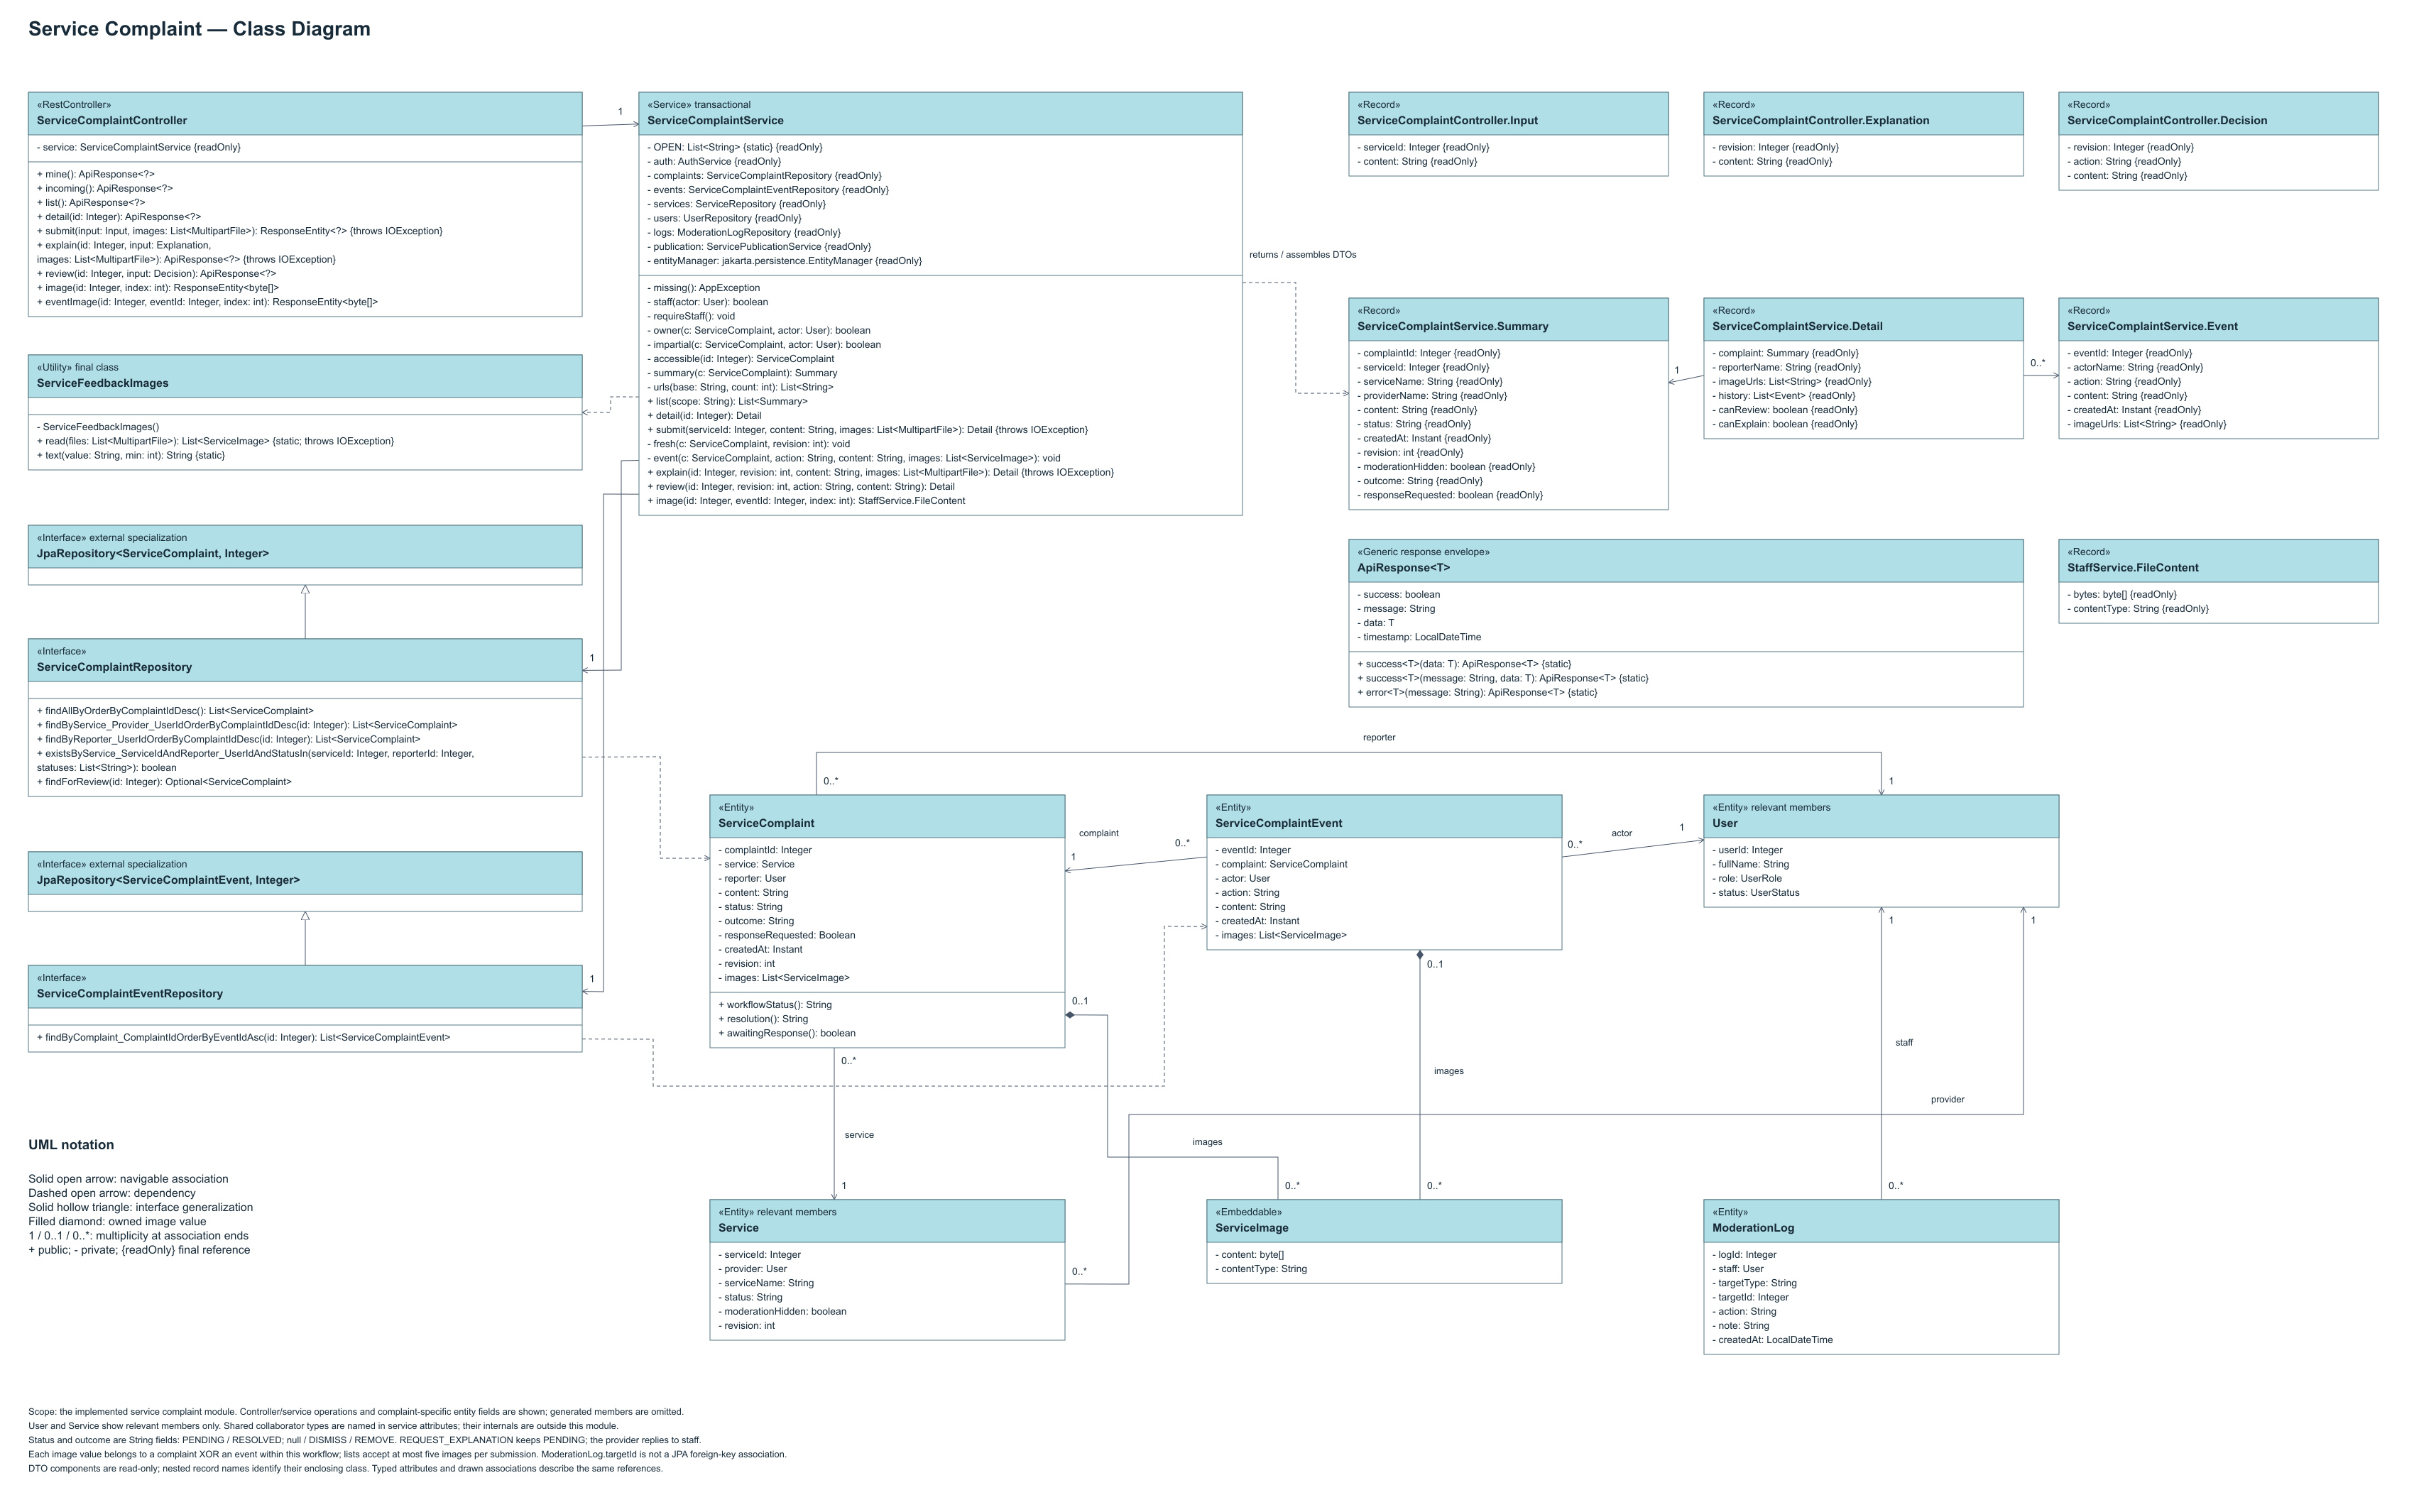 Service Complaint — Class Diagram
«RestController»
ServiceComplaintController
- service: ServiceComplaintService {readOnly}
+ mine(): ApiResponse<?>
+ incoming(): ApiResponse<?>
+ list(): ApiResponse<?>
+ detail(id: Integer): ApiResponse<?>
+ submit(input: Input, images: List<MultipartFile>): ResponseEntity<?> {throws IOException}
+ explain(id: Integer, input: Explanation,
images: List<MultipartFile>): ApiResponse<?> {throws IOException}
+ review(id: Integer, input: Decision): ApiResponse<?>
+ image(id: Integer, index: int): ResponseEntity<byte[]>
+ eventImage(id: Integer, eventId: Integer, index: int): ResponseEntity<byte[]>
1
«Service» transactional
ServiceComplaintService
- OPEN: List<String> {static} {readOnly}
- auth: AuthService {readOnly}
- complaints: ServiceComplaintRepository {readOnly}
- events: ServiceComplaintEventRepository {readOnly}
- services: ServiceRepository {readOnly}
- users: UserRepository {readOnly}
- logs: ModerationLogRepository {readOnly}
- publication: ServicePublicationService {readOnly}
- entityManager: jakarta.persistence.EntityManager {readOnly}
- missing(): AppException
- staff(actor: User): boolean
- requireStaff(): void
- owner(c: ServiceComplaint, actor: User): boolean
- impartial(c: ServiceComplaint, actor: User): boolean
- accessible(id: Integer): ServiceComplaint
- summary(c: ServiceComplaint): Summary
- urls(base: String, count: int): List<String>
+ list(scope: String): List<Summary>
+ detail(id: Integer): Detail
+ submit(serviceId: Integer, content: String, images: List<MultipartFile>): Detail {throws IOException}
- fresh(c: ServiceComplaint, revision: int): void
- event(c: ServiceComplaint, action: String, content: String, images: List<ServiceImage>): void
+ explain(id: Integer, revision: int, content: String, images: List<MultipartFile>): Detail {throws IOException}
+ review(id: Integer, revision: int, action: String, content: String): Detail
+ image(id: Integer, eventId: Integer, index: int): StaffService.FileContent
returns / assembles DTOs
«Record»
ServiceComplaintController.Input
- serviceId: Integer {readOnly}
- content: String {readOnly}
«Record»
ServiceComplaintController.Explanation
- revision: Integer {readOnly}
- content: String {readOnly}
«Record»
ServiceComplaintController.Decision
- revision: Integer {readOnly}
- action: String {readOnly}
- content: String {readOnly}
«Record»
ServiceComplaintService.Summary
- complaintId: Integer {readOnly}
- serviceId: Integer {readOnly}
- serviceName: String {readOnly}
- providerName: String {readOnly}
- content: String {readOnly}
- status: String {readOnly}
- createdAt: Instant {readOnly}
- revision: int {readOnly}
- moderationHidden: boolean {readOnly}
- outcome: String {readOnly}
- responseRequested: boolean {readOnly}
1
«Record»
ServiceComplaintService.Detail
- complaint: Summary {readOnly}
- reporterName: String {readOnly}
- imageUrls: List<String> {readOnly}
- history: List<Event> {readOnly}
- canReview: boolean {readOnly}
- canExplain: boolean {readOnly}
0..*
«Record»
ServiceComplaintService.Event
- eventId: Integer {readOnly}
- actorName: String {readOnly}
- action: String {readOnly}
- content: String {readOnly}
- createdAt: Instant {readOnly}
- imageUrls: List<String> {readOnly}
«Utility» final class
ServiceFeedbackImages
- ServiceFeedbackImages()
+ read(files: List<MultipartFile>): List<ServiceImage> {static; throws IOException}
+ text(value: String, min: int): String {static}
«Interface» external specialization
JpaRepository<ServiceComplaint, Integer>
«Generic response envelope»
ApiResponse<T>
- success: boolean
- message: String
- data: T
- timestamp: LocalDateTime
+ success<T>(data: T): ApiResponse<T> {static}
+ success<T>(message: String, data: T): ApiResponse<T> {static}
+ error<T>(message: String): ApiResponse<T> {static}
«Record»
StaffService.FileContent
- bytes: byte[] {readOnly}
- contentType: String {readOnly}
«Interface»
ServiceComplaintRepository
+ findAllByOrderByComplaintIdDesc(): List<ServiceComplaint>
+ findByService_Provider_UserIdOrderByComplaintIdDesc(id: Integer): List<ServiceComplaint>
+ findByReporter_UserIdOrderByComplaintIdDesc(id: Integer): List<ServiceComplaint>
+ existsByService_ServiceIdAndReporter_UserIdAndStatusIn(serviceId: Integer, reporterId: Integer,
statuses: List<String>): boolean
+ findForReview(id: Integer): Optional<ServiceComplaint>
1
reporter
0..*
1
«Interface» external specialization
JpaRepository<ServiceComplaintEvent, Integer>
«Interface»
ServiceComplaintEventRepository
+ findByComplaint_ComplaintIdOrderByEventIdAsc(id: Integer): List<ServiceComplaintEvent>
1
«Entity»
ServiceComplaint
- complaintId: Integer
- service: Service
- reporter: User
- content: String
- status: String
- outcome: String
- responseRequested: Boolean
- createdAt: Instant
- revision: int
- images: List<ServiceImage>
+ workflowStatus(): String
+ resolution(): String
+ awaitingResponse(): boolean
complaint
1
0..*
«Entity»
ServiceComplaintEvent
- eventId: Integer
- complaint: ServiceComplaint
- actor: User
- action: String
- content: String
- createdAt: Instant
- images: List<ServiceImage>
0..*
actor
1
«Entity» relevant members
User
- userId: Integer
- fullName: String
- role: UserRole
- status: UserStatus
0..1
0..1
1
1
0..*
staff
images
provider
service
images
1
0..*
0..*
0..*
UML notation
Solid open arrow: navigable association
Dashed open arrow: dependency
Solid hollow triangle: interface generalization
Filled diamond: owned image value
1 / 0..1 / 0..*: multiplicity at association ends
+ public; - private; {readOnly} final reference
«Entity» relevant members
Service
- serviceId: Integer
- provider: User
- serviceName: String
- status: String
- moderationHidden: boolean
- revision: int
0..*
«Embeddable»
ServiceImage
- content: byte[]
- contentType: String
«Entity»
ModerationLog
- logId: Integer
- staff: User
- targetType: String
- targetId: Integer
- action: String
- note: String
- createdAt: LocalDateTime
Scope: the implemented service complaint module. Controller/service operations and complaint-specific entity fields are shown; generated members are omitted.
User and Service show relevant members only. Shared collaborator types are named in service attributes; their internals are outside this module.
Status and outcome are String fields: PENDING / RESOLVED; null / DISMISS / REMOVE. REQUEST_EXPLANATION keeps PENDING; the provider replies to staff.
Each image value belongs to a complaint XOR an event within this workflow; lists accept at most five images per submission. ModerationLog.targetId is not a JPA foreign-key association.
DTO components are read-only; nested record names identify their enclosing class. Typed attributes and drawn associations describe the same references.